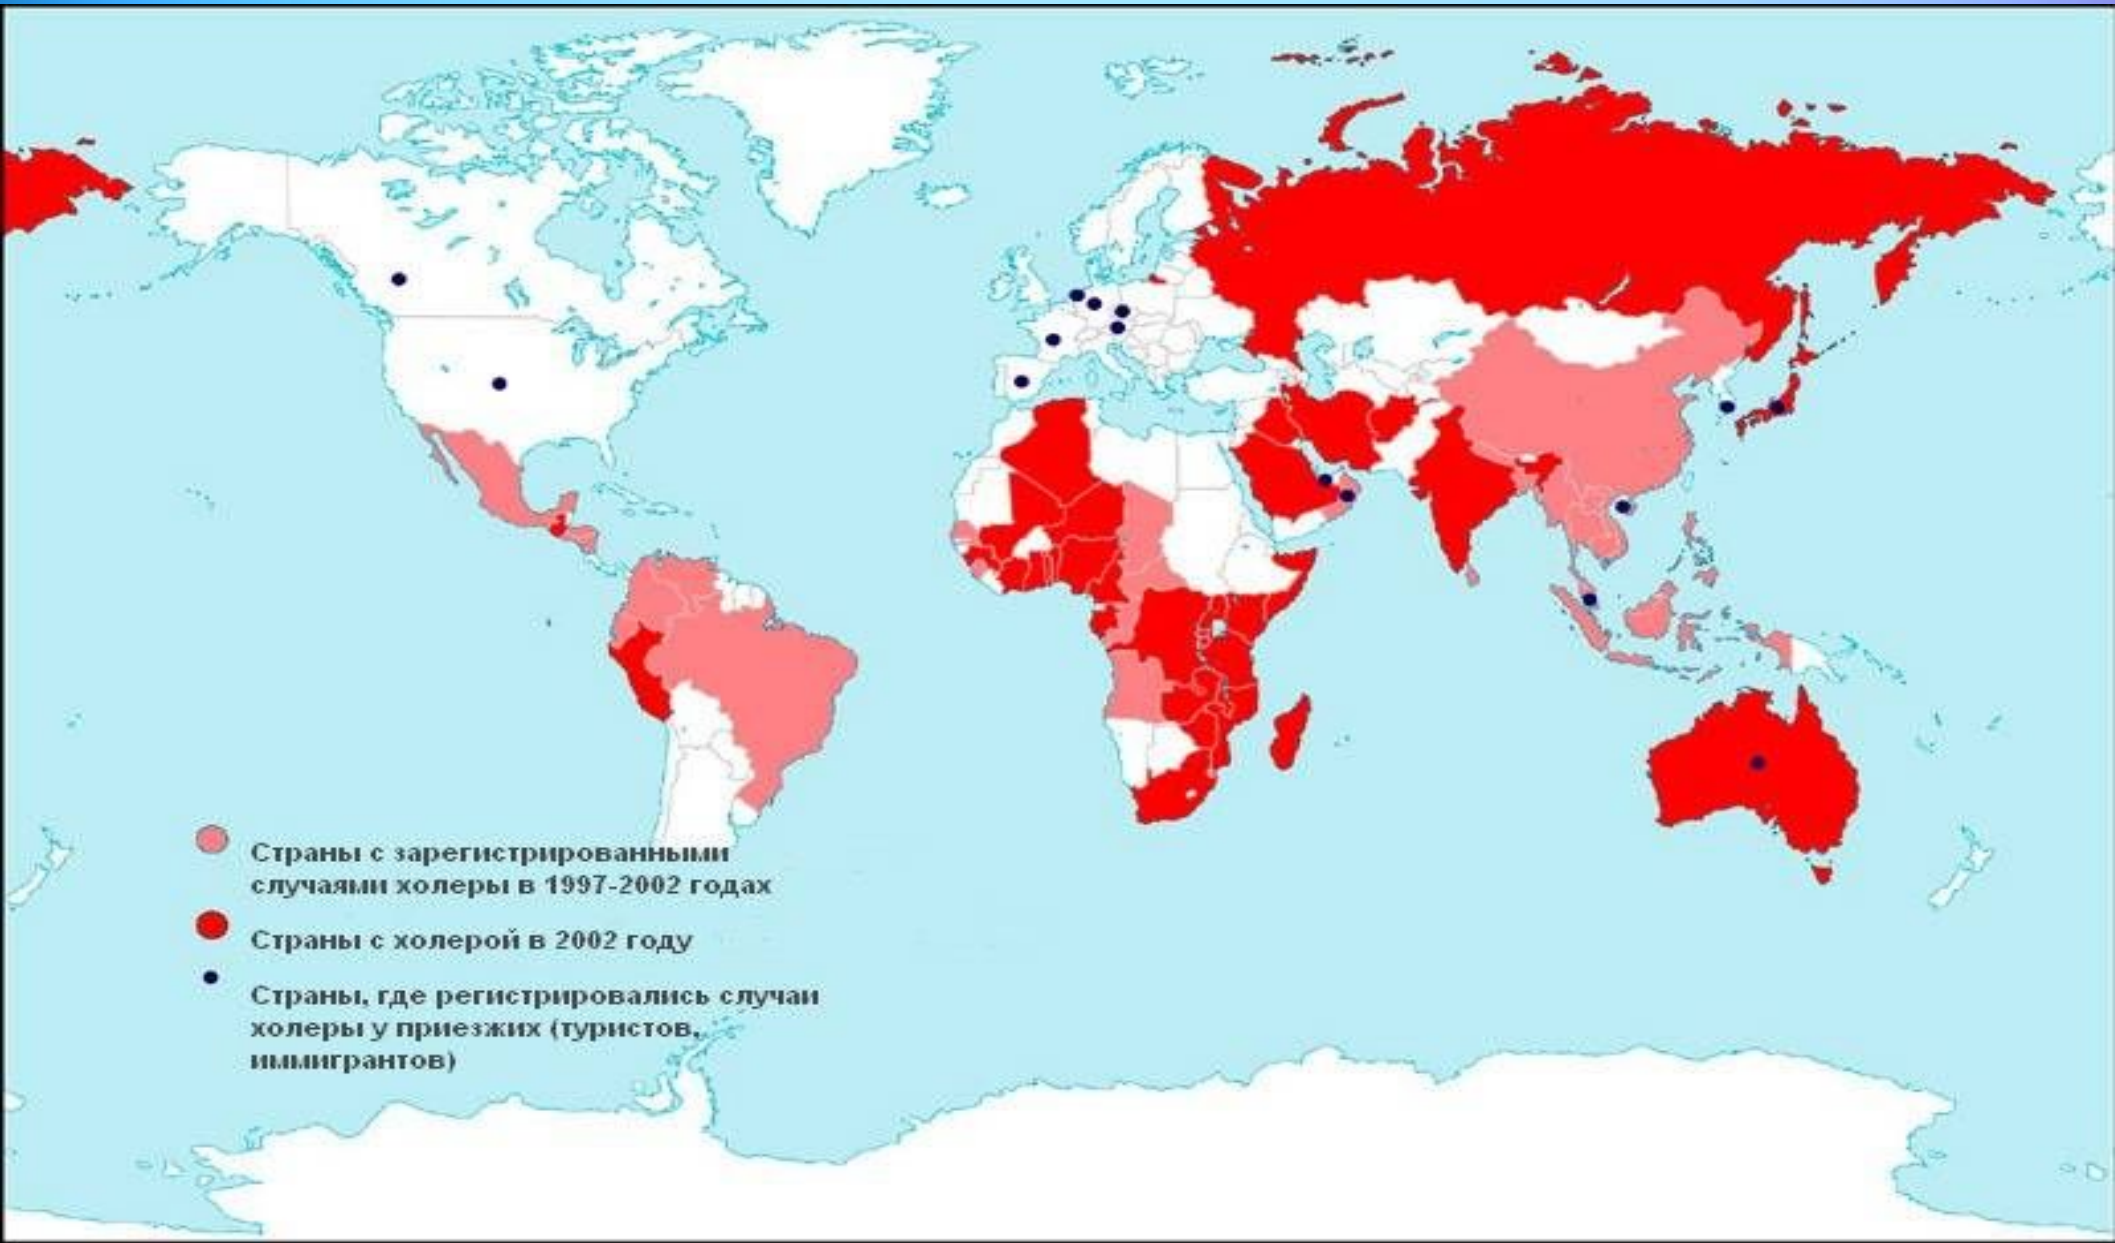 Страны с зарегистрированными
случаями холеры в 1997-2002 годах
Страны с холерой в 2002 году
Страны, где регистрировались случаи
холеры у приезжих (туристов,
иммигрантов)